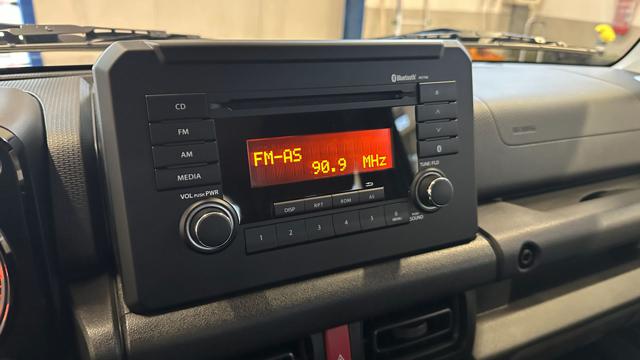 Bluetooth
CD
FM
AM
MEDIA
FM-AS
90.9 MHz
VOL PUSH PWR
TUNE FLD
DISP RPT RDM AS
1 2 3 4 5 6
MENU
SOUND